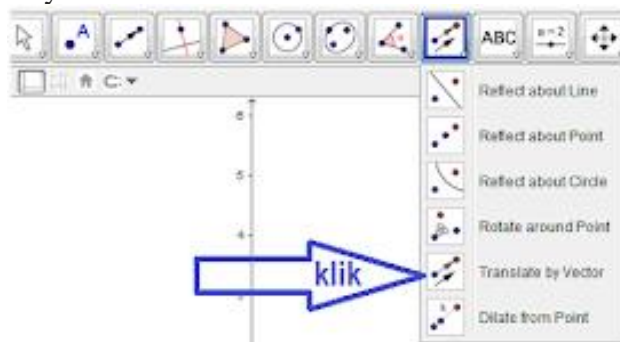 A
ABC
a=2
Reflect about Line
6
Reflect about Point
5
Reflect about Circle
Rotate around Point
4
klik
Translate by Vector
Dilate from Point